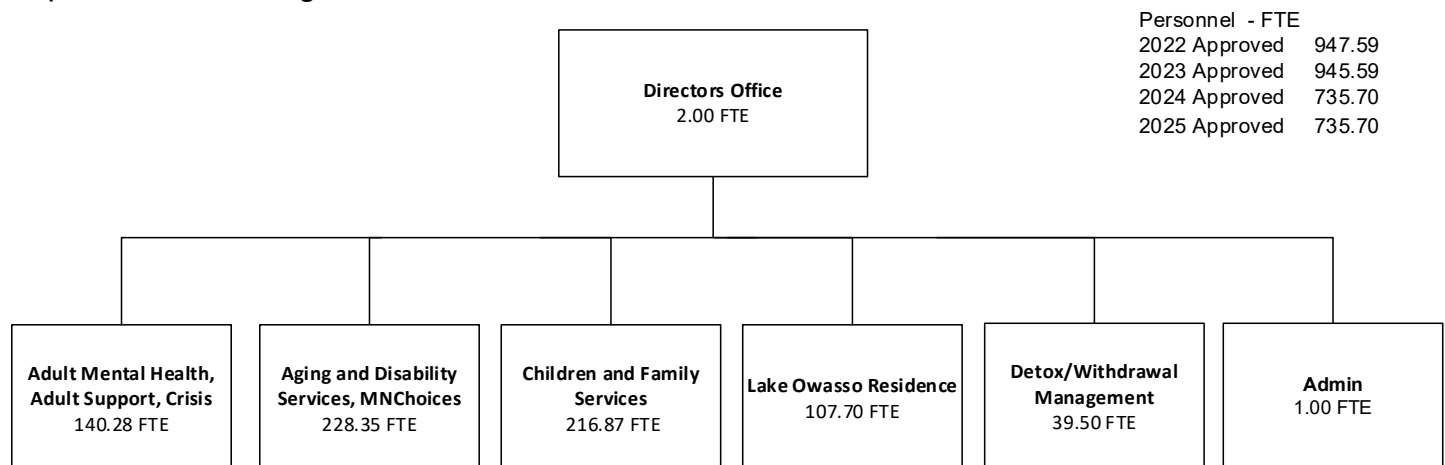 Personnel - FTE
2022 Approved 947.59
2023 Approved 945.59
2024 Approved 735.70
2025 Approved 735.70
Directors Office
2.00 FTE
Adult Mental Health,
Adult Support, Crisis
140.28 FTE
Aging and Disability
Services, MNChoices
228.35 FTE
Children and Family
Services
216.87 FTE
Lake Owasso Residence
107.70 FTE
Detox/Withdrawal
Management
39.50 FTE
Admin
1.00 FTE